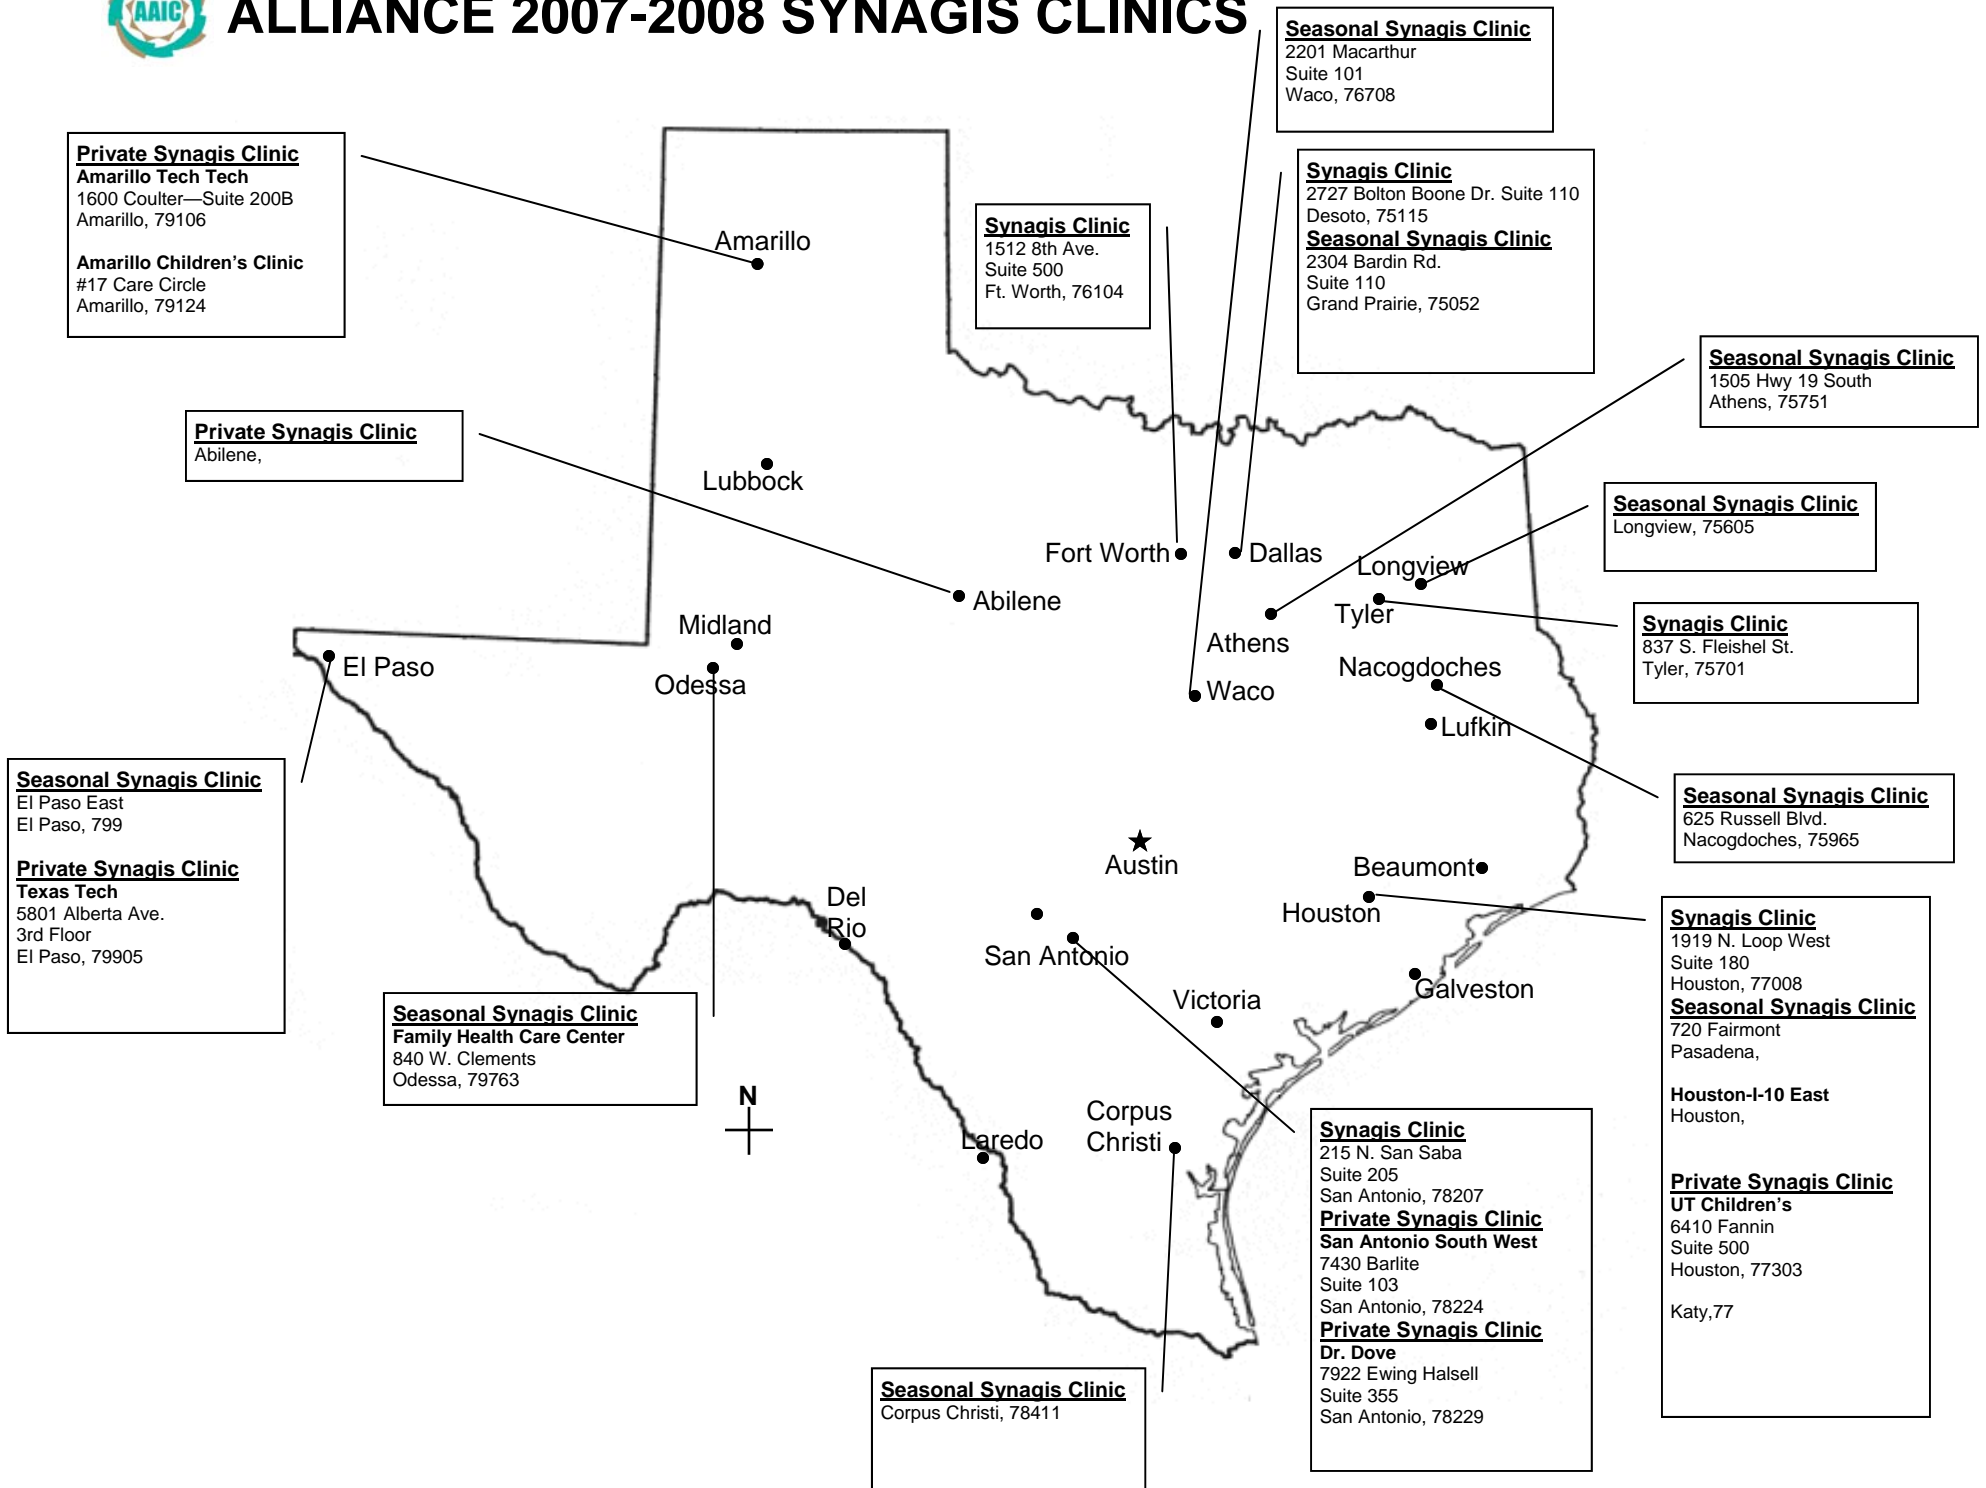 AAIC
ALLIANCE 2007-2008 SYNAGIS CLINICS
Seasonal Synagis Clinic
2201 Macarthur
Suite 101
Waco, 76708
Private Synagis Clinic
Amarillo Tech Tech
1600 Coulter—Suite 200B
Amarillo, 79106
Amarillo Children's Clinic
#17 Care Circle
Amarillo, 79124
Synagis Clinic
1512 8th Ave.
Suite 500
Ft. Worth, 76104
Synagis Clinic
2727 Bolton Boone Dr. Suite 110
Desoto, 75115
Seasonal Synagis Clinic
2304 Bardin Rd.
Suite 110
Grand Prairie, 75052
Seasonal Synagis Clinic
1505 Hwy 19 South
Athens, 75751
Private Synagis Clinic
Abilene,
Seasonal Synagis Clinic
Longview, 75605
Synagis Clinic
837 S. Fleishel St.
Tyler, 75701
Amarillo
Lubbock
Fort Worth
Dallas
Longview
Abilene
Tyler
Midland
Athens
El Paso
Nacogdoches
Odessa
Waco
Lufkin
Seasonal Synagis Clinic
El Paso East
El Paso, 799
Private Synagis Clinic
Texas Tech
5801 Alberta Ave.
3rd Floor
El Paso, 79905
Seasonal Synagis Clinic
625 Russell Blvd.
Nacogdoches, 75965
Austin
Beaumont
Houston
Del
Rio
San Antonio
Galveston
Victoria
Seasonal Synagis Clinic
Family Health Care Center
840 W. Clements
Odessa, 79763
N
Laredo
Corpus
Christi
Synagis Clinic
1919 N. Loop West
Suite 180
Houston, 77008
Seasonal Synagis Clinic
720 Fairmont
Pasadena,
Houston-I-10 East
Houston,
Private Synagis Clinic
UT Children's
6410 Fannin
Suite 500
Houston, 77303
Katy,77
Synagis Clinic
215 N. San Saba
Suite 205
San Antonio, 78207
Private Synagis Clinic
San Antonio South West
7430 Barlite
Suite 103
San Antonio, 78224
Private Synagis Clinic
Dr. Dove
7922 Ewing Halsell
Suite 355
San Antonio, 78229
Seasonal Synagis Clinic
Corpus Christi, 78411